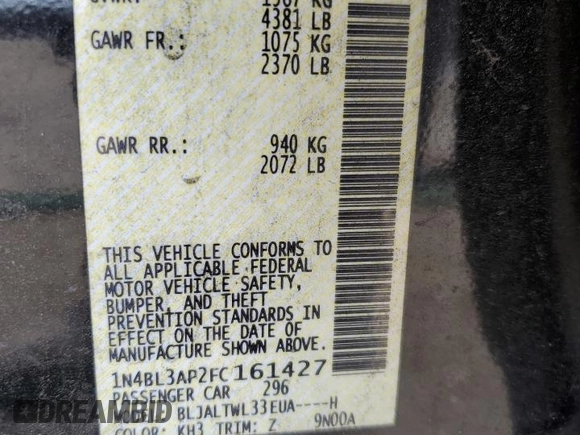 4381 LB
GAWR FR.: 1075 KG
2370 LB
GAWR RR.: 940 KG
2072 LB
THIS VEHICLE CONFORMS TO
ALL APPLICABLE FEDERAL
MOTOR VEHICLE SAFETY,
BUMPER, AND THEFT
PREVENTION STANDARDS IN
EFFECT ON THE DATE OF
MANUFACTURE SHOWN ABOVE.
1N4BL3AP2FC161427
PASSENGER CAR 296
BLJALTWL33EUA----H
COLOR: KH3 TRIM: Z 9N00A
DREAMBID